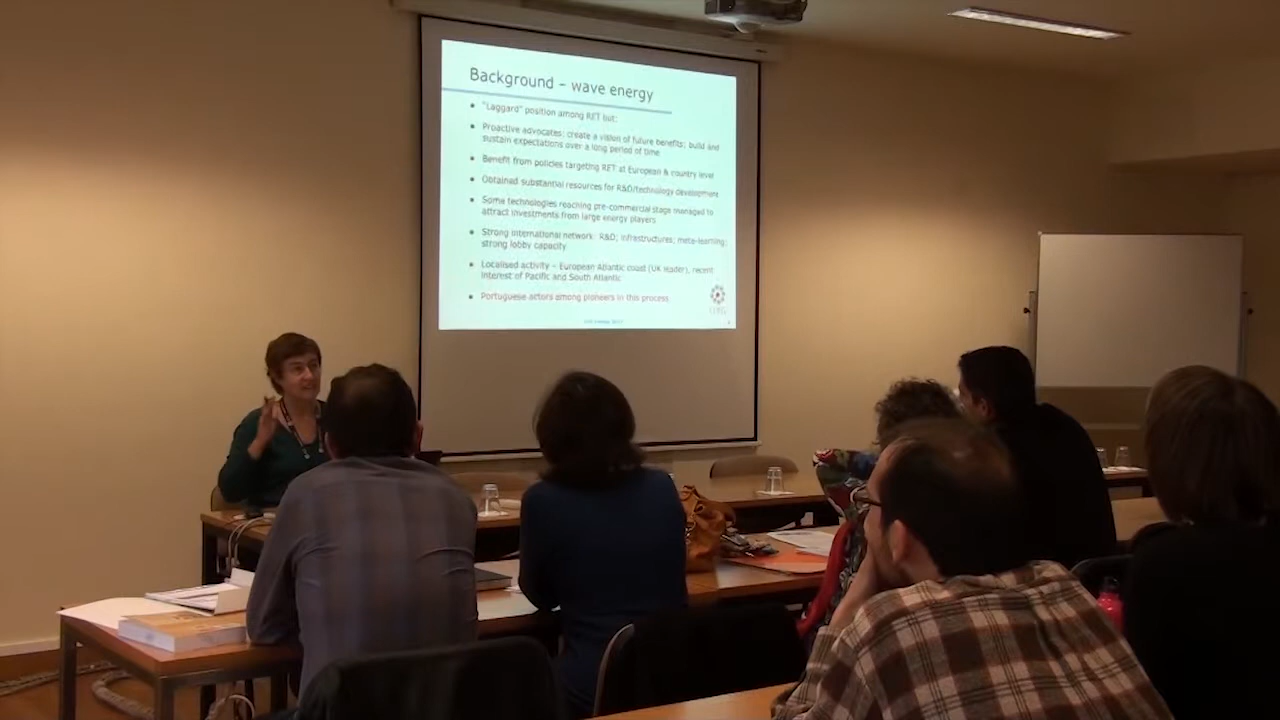 Background – wave energy
• "Laggard" position among RET but:
• Proactive advocates: create a vision of future benefits; build and
sustain expectations over a long period of time
• Benefit from policies targeting RET at European & country level
• Obtained substantial resources for R&D/technology development
• Some technologies reaching pre-commercial stage managed to
attract investments from large energy players
• Strong international network: R&D; infrastructures; meta-learning;
strong lobby capacity
• Localised activity – European Atlantic coast (UK leader), recent
interest of Pacific and South Atlantic
• Portuguese actors among pioneers in this process